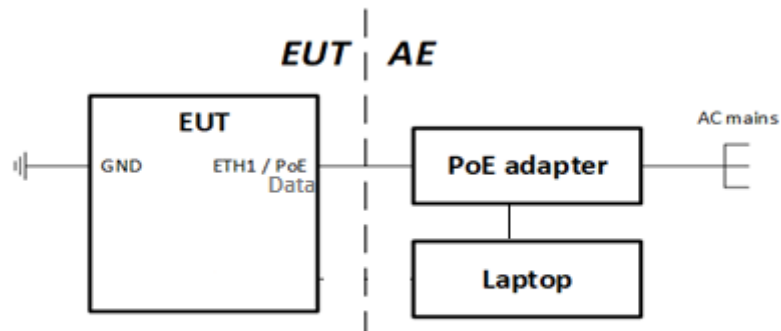 EUT AE
EUT
AC mains
GND
ETH1 / PoE
Data
PoE adapter
Laptop